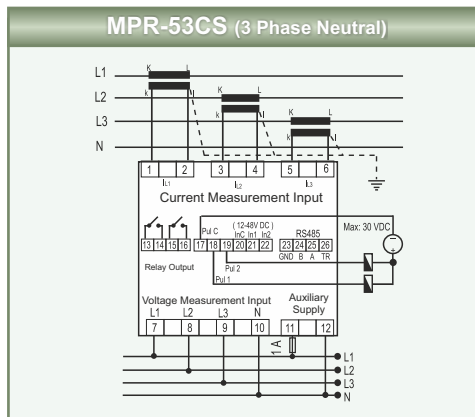 MPR-53CS (3 Phase Neutral)
K L
L1
K L
L2
k l
K L
L3
k l
N
k l
1 2 3 4 5 6
IL1 IL2 IL3
Current Measurement Input
( 12-48V DC )
Pul C InC In1 In2 RS485 Max: 30 VDC
13 14 15 16 17 18 19 20 21 22 23 24 25 26
GND B A TR
Relay Output
Pul 2
Pul 1
Voltage Measurement Input
Auxiliary
Supply
L1 L2 L3 N
7 8 9 10 11 12
1 A
L1
L2
L3
N